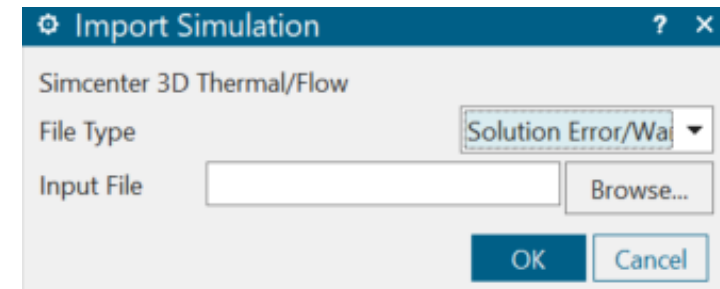 Import Simulation ? ×
Simcenter 3D Thermal/Flow
File Type Solution Error/Wa
Input File Browse...
OK Cancel